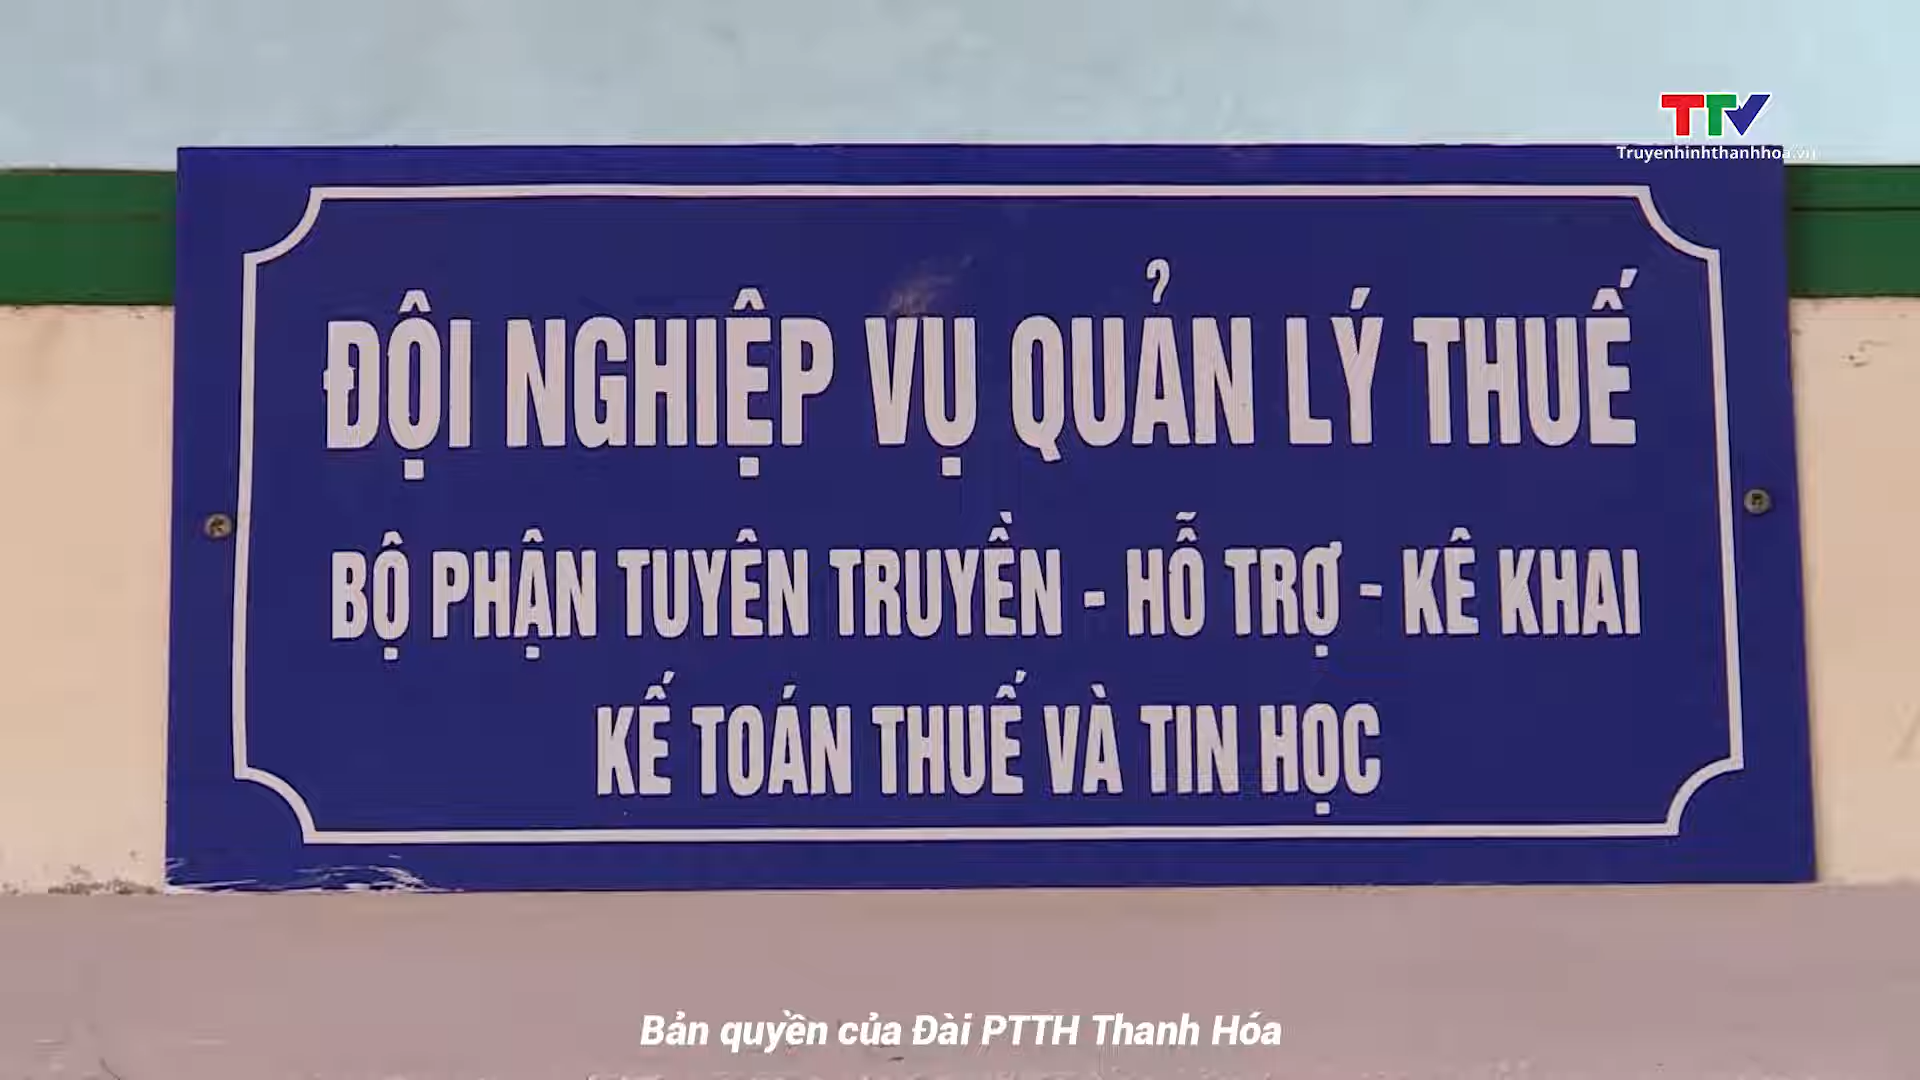 TTV
Truyenhinhthanhhoa.vn
ĐỘI NGHIỆP VỤ QUẢN LÝ THUẾ
BỘ PHẬN TUYÊN TRUYỀN - HỖ TRỢ - KÊ KHAI
KẾ TOÁN THUẾ VÀ TIN HỌC
Bản quyền của Đài PTTH Thanh Hóa